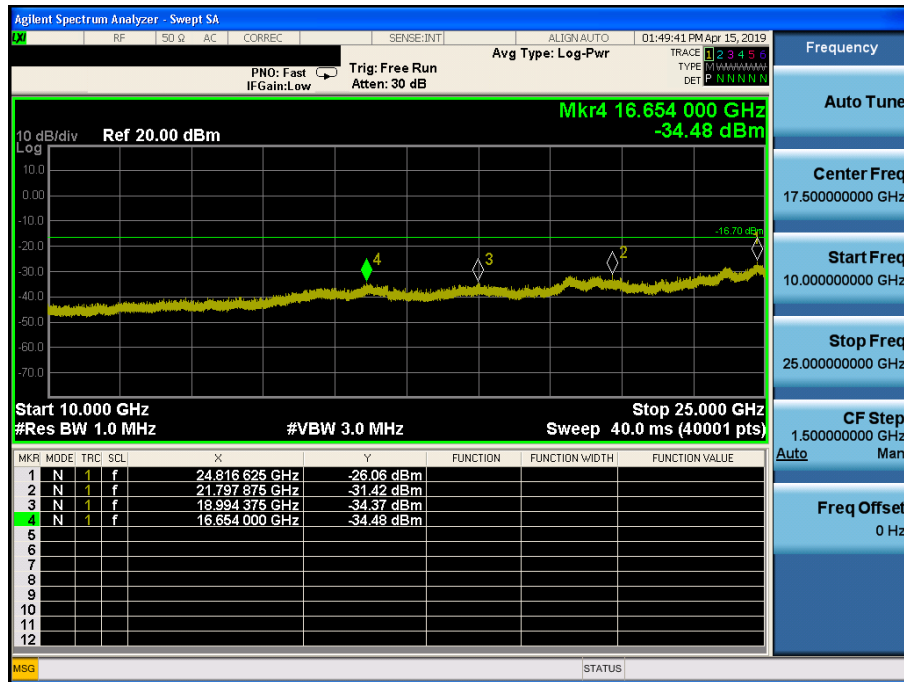 Agilent Spectrum Analyzer - Swept SA
LXI RF 50 Ω AC CORREC SENSE:INT ALIGN AUTO 01:49:41 PM Apr 15, 2019
Avg Type: Log-Pwr TRACE 1 2 3 4 5 6
PNO: Fast Trig: Free Run TYPE MWWWWW
IFGain:Low Atten: 30 dB DET P N N N N N
Mkr4 16.654 000 GHz
-34.48 dBm
10 dB/div Ref 20.00 dBm
Log
10.0
0.00
-10.0
-16.70 dBm
-20.0
1
2
3
4
-30.0
-40.0
-50.0
-60.0
-70.0
Start 10.000 GHz Stop 25.000 GHz
#Res BW 1.0 MHz #VBW 3.0 MHz Sweep 40.0 ms (40001 pts)
MKR MODE TRC SCL X Y FUNCTION FUNCTION WIDTH FUNCTION VALUE
1 N 1 f 24.816 625 GHz -26.06 dBm
2 N 1 f 21.797 875 GHz -31.42 dBm
3 N 1 f 18.994 375 GHz -34.37 dBm
4 N 1 f 16.654 000 GHz -34.48 dBm
5
6
7
8
9
10
11
12
MSG STATUS
Frequency
Auto Tune
Center Freq
17.500000000 GHz
Start Freq
10.000000000 GHz
Stop Freq
25.000000000 GHz
CF Step
1.500000000 GHz
Auto Man
Freq Offset
0 Hz